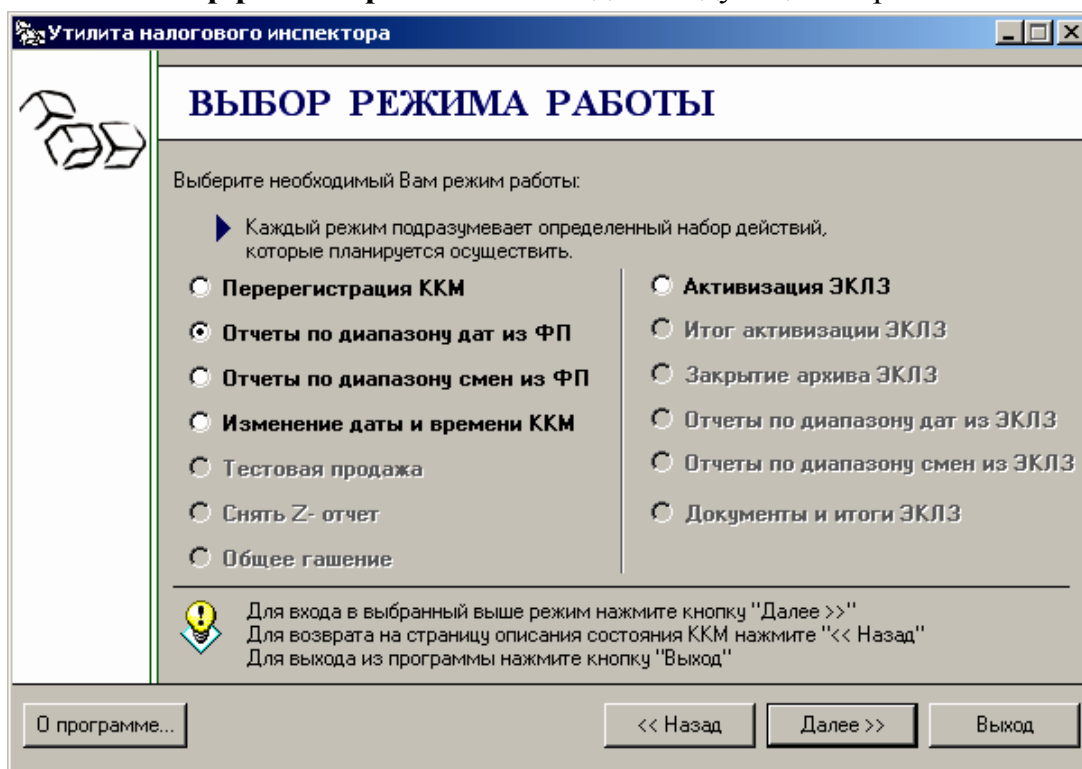 Утилита налогового инспектора
ВЫБОР РЕЖИМА РАБОТЫ
Выберите необходимый Вам режим работы:
Каждый режим подразумевает определенный набор действий,
которые планируется осуществить.
Перерегистрация ККМ
Отчеты по диапазону дат из ФП
Отчеты по диапазону смен из ФП
Изменение даты и времени ККМ
Тестовая продажа
Снять Z- отчет
Общее гашение
Активизация ЭКЛЗ
Итог активизации ЭКЛЗ
Закрытие архива ЭКЛЗ
Отчеты по диапазону дат из ЭКЛЗ
Отчеты по диапазону смен из ЭКЛЗ
Документы и итоги ЭКЛЗ
Для входа в выбранный выше режим нажмите кнопку "Далее >>"
Для возврата на страницу описания состояния ККМ нажмите "<< Назад"
Для выхода из программы нажмите кнопку "Выход"
О программе...
<< Назад
Далее >>
Выход